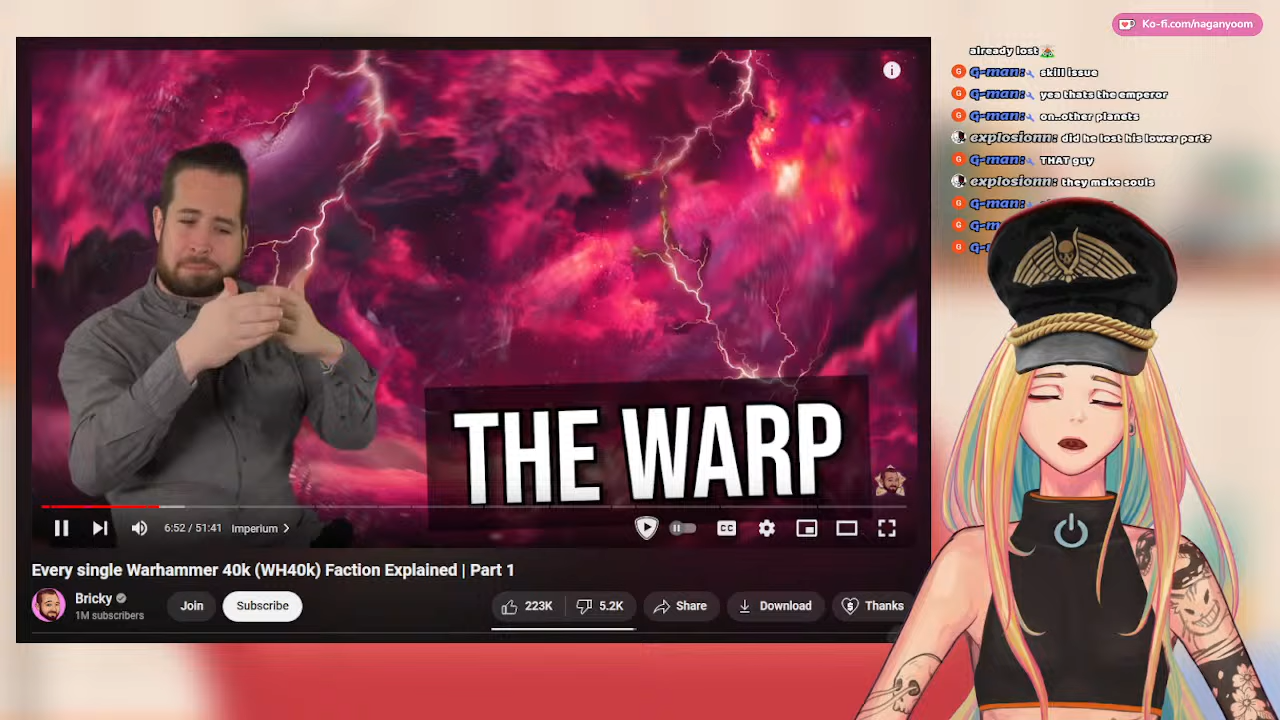 Ko-fi.com/naganyoom
already lost
G-man: skill issue
G-man: yea thats the emperor
G-man: on..other planets
explosionn: did he lost his lower part?
G-man: THAT guy
explosionn: they make souls
G-man:
THE WARP
6:52 / 51:41 Imperium
CC
Every single Warhammer 40k (WH40k) Faction Explained | Part 1
Bricky
1M subscribers
Join
Subscribe
223K
5.2K
Share
Download
Thanks